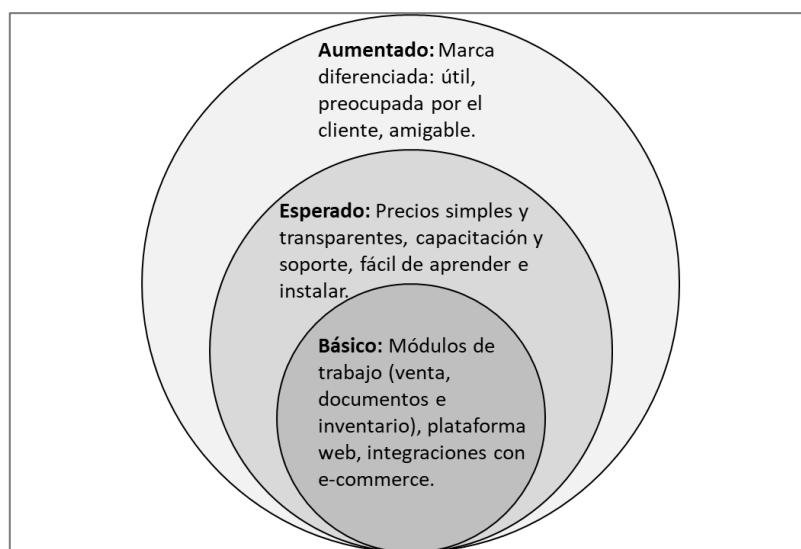 Aumentado: Marca
diferenciada: útil,
preocupada por el
cliente, amigable.
Esperado: Precios simples y
transparentes, capacitación y
soporte, fácil de aprender e
instalar.
Básico: Módulos de
trabajo (venta,
documentos e
inventario), plataforma
web, integraciones con
e-commerce.